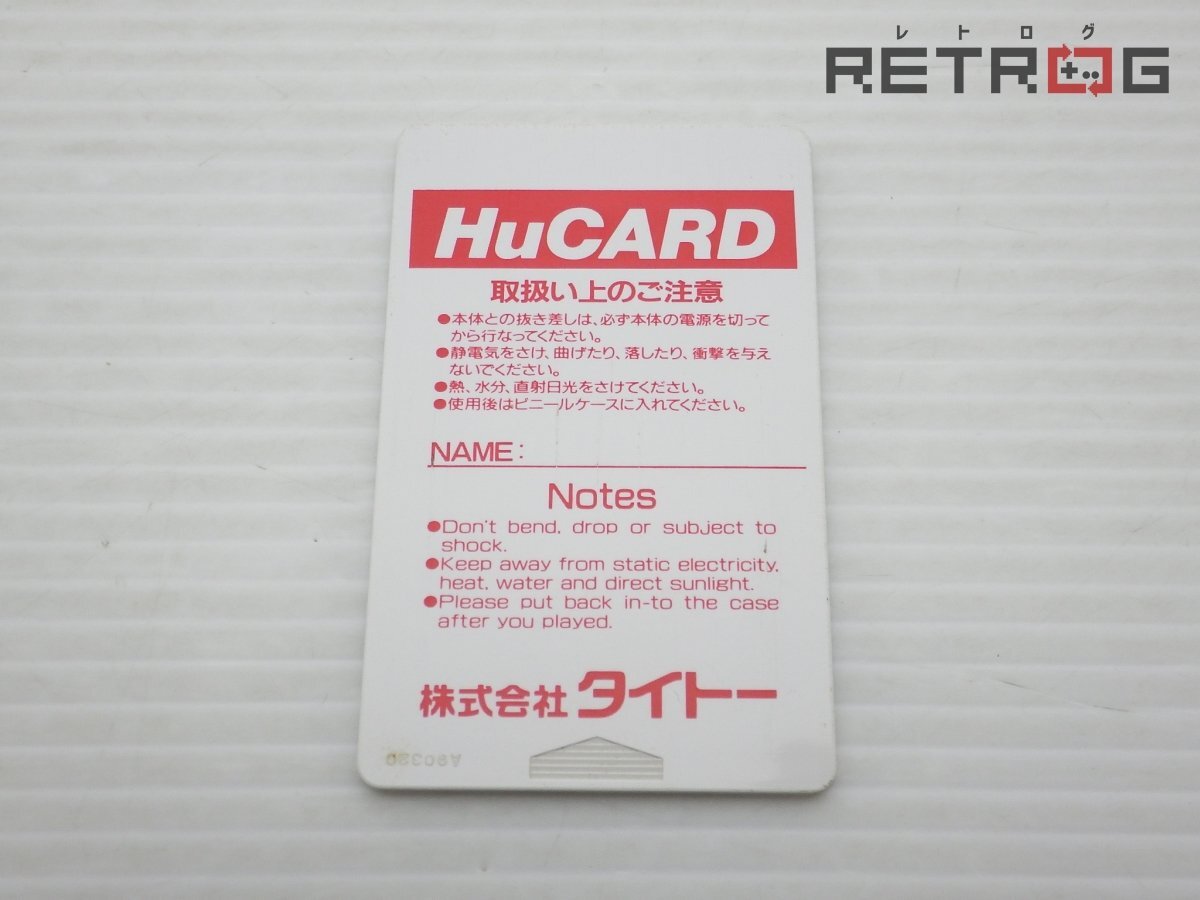 レトログ
RETROG
HuCARD
取扱い上のご注意
●本体との抜き差しは、必ず本体の電源を切って
から行なってください。
●静電気をさけ、曲げたり、落したり、衝撃を与え
ないでください。
●熱、水分、直射日光をさけてください。
●使用後はビニールケースに入れてください。
NAME:
Notes
●Don't bend, drop or subject to
shock.
●Keep away from static electricity,
heat, water and direct sunlight.
●Please put back in-to the case
after you played.
株式会社 タイトー
A90330